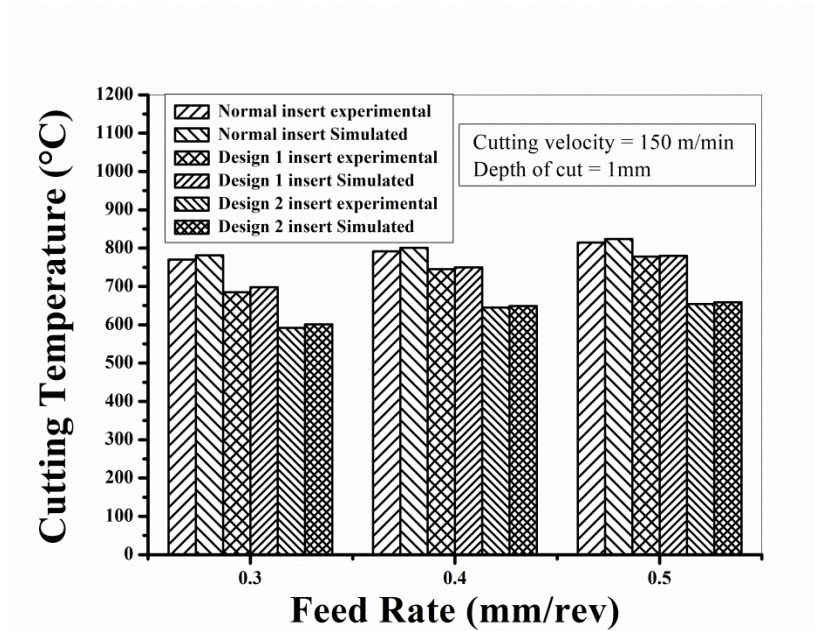 1200
1100
1000
900
800
700
600
500
400
300
200
100
0
Cutting Temperature (°C)
Normal insert experimental
Normal insert Simulated
Design 1 insert experimental
Design 1 insert Simulated
Design 2 insert experimental
Design 2 insert Simulated
Cutting velocity = 150 m/min
Depth of cut = 1mm
0.3 0.4 0.5
Feed Rate (mm/rev)